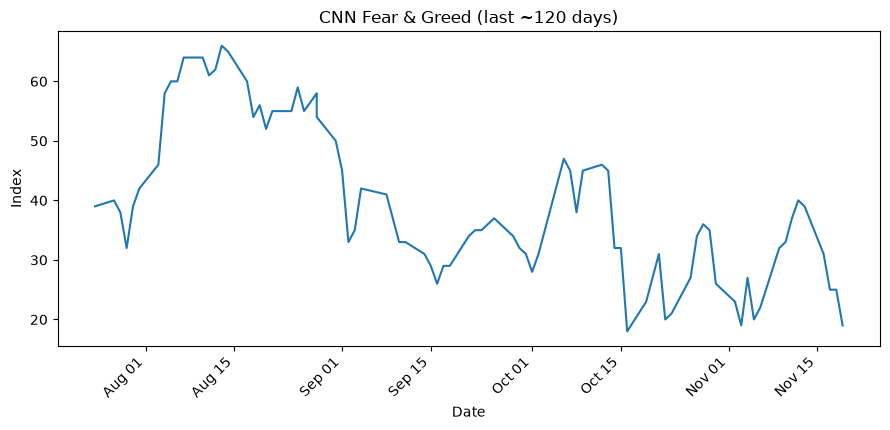 CNN Fear & Greed (last ~120 days)
Index
60
50
40
30
20
Aug 01
Aug 15
Sep 01
Sep 15
Oct 01
Oct 15
Nov 01
Nov 15
Date